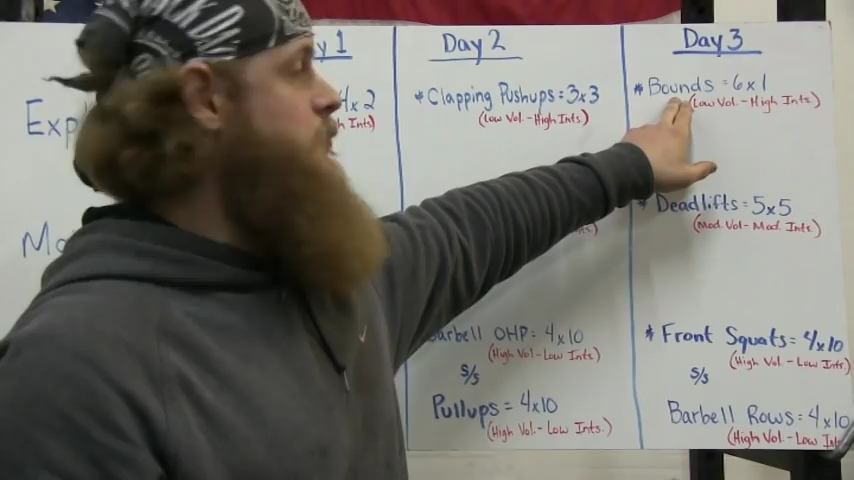 y 1
Day 2
Day 3
Exp
4x2
h Ints)
* Clapping Pushups = 3x3
(Low Vol. - High Ints.)
* Bounds = 6x1
(Low Vol. - High Ints.)
Mo
* Deadlifts = 5x5
(Mod. Vol - Mod. Ints.)
Barbell OHP = 4x10
(High Vol. - Low Ints.)
s/s
Pullups = 4x10
(High Vol. - Low Ints.)
* Front Squats = 4x10
(High Vol. - Low Ints.)
s/s
Barbell Rows = 4x10
(High Vol. - Low Int